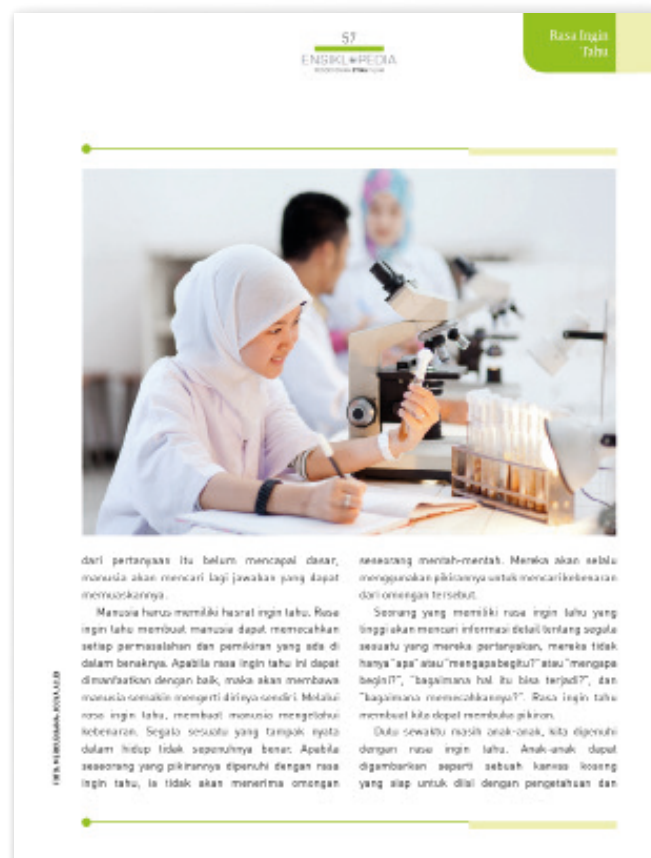 57
ENSIKLOPEDIA
Rasa Ingin
Tahu
dari pertanyaan itu belum mencapai dasar,
manusia akan mencari lagi jawaban yang dapat
memuaskannya.
Manusia harus memiliki hasrat ingin tahu. Rasa
ingin tahu membuat manusia dapat memecahkan
setiap permasalahan dan pemikiran yang ada di
dalam benaknya. Apabila rasa ingin tahu ini dapat
dimanfaatkan dengan baik, maka akan membawa
manusia semakin mengerti dirinya sendiri. Melalui
rasa ingin tahu, membuat manusia mengetahui
kebenaran. Segala sesuatu yang tampak nyata
dalam hidup tidak sepenuhnya benar. Apabila
seseorang yang pikirannya dipenuhi dengan rasa
ingin tahu, ia tidak akan menerima omongan
seseorang mentah-mentah. Mereka akan selalu
menggunakan pikirannya untuk mencari kebenaran
dari omongan tersebut.
Seorang yang memiliki rasa ingin tahu yang
tinggi akan mencari informasi detail tentang segala
sesuatu yang mereka pertanyakan, mereka tidak
hanya "apa" atau "mengapa begitu?" atau "mengapa
begini?", "bagaimana hal itu bisa terjadi?", dan
"bagaimana memecahkannya?". Rasa ingin tahu
membuat kita dapat membuka pikiran.
Dulu sewaktu masih anak-anak, kita dipenuhi
dengan rasa ingin tahu. Anak-anak dapat
digambarkan seperti sebuah kanvas kosong
yang siap untuk diisi dengan pengetahuan dan